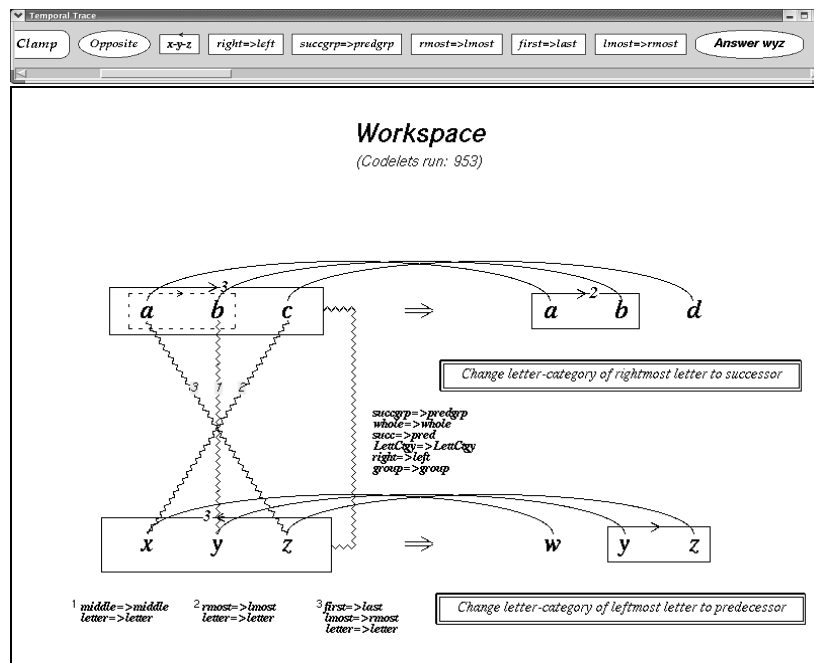 Temporal Trace
Clamp Opposite x-y-z right=>left succgrp=>predgrp rmost=>lmost first=>last lmost=>rmost Answer wyz
Workspace
(Codelets run: 953)
3 2
a b c ⇒ a b d
Change letter-category of rightmost letter to successor
3 1 2
succgrp=>predgrp
whole=>whole
succ=>pred
LettCtgy=>LettCtgy
right=>left
group=>group
3
x y z ⇒ w y z
1 middle=>middle
letter=>letter
2 rmost=>lmost
letter=>letter
3 first=>last
lmost=>rmost
letter=>letter
Change letter-category of leftmost letter to predecessor